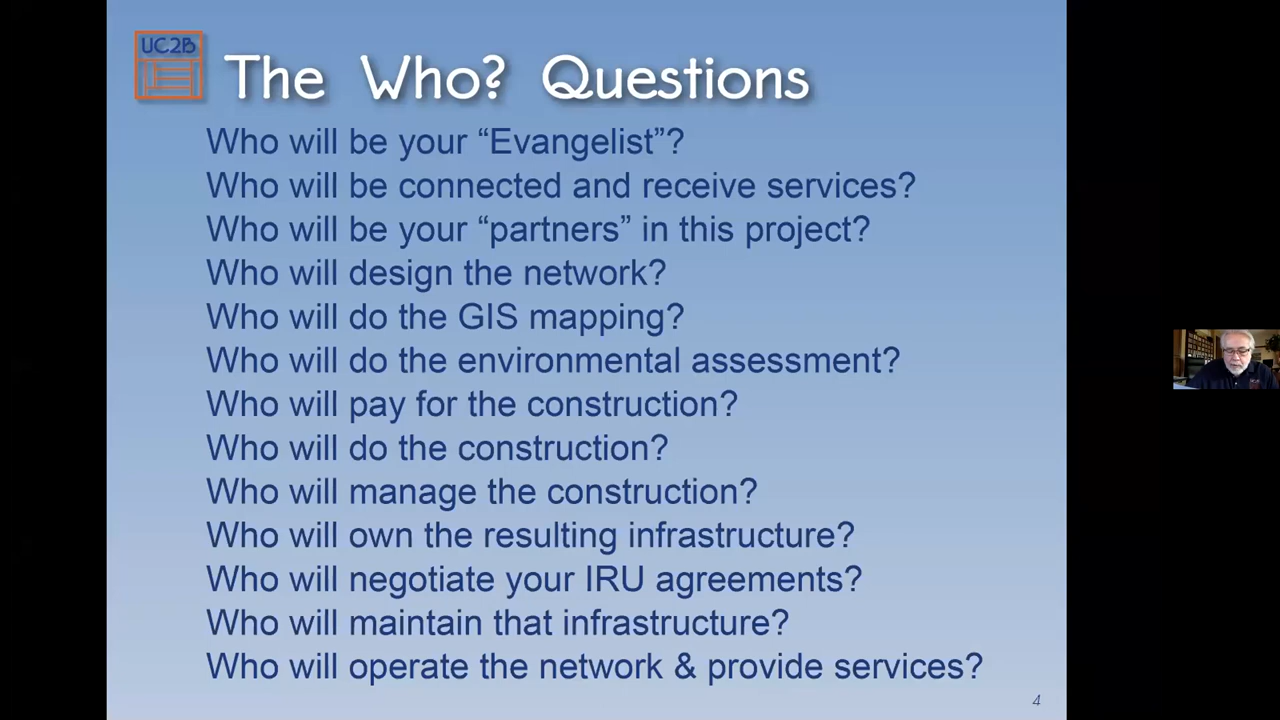 UC2B
The Who? Questions
Who will be your “Evangelist”?
Who will be connected and receive services?
Who will be your “partners” in this project?
Who will design the network?
Who will do the GIS mapping?
Who will do the environmental assessment?
Who will pay for the construction?
Who will do the construction?
Who will manage the construction?
Who will own the resulting infrastructure?
Who will negotiate your IRU agreements?
Who will maintain that infrastructure?
Who will operate the network & provide services?
4